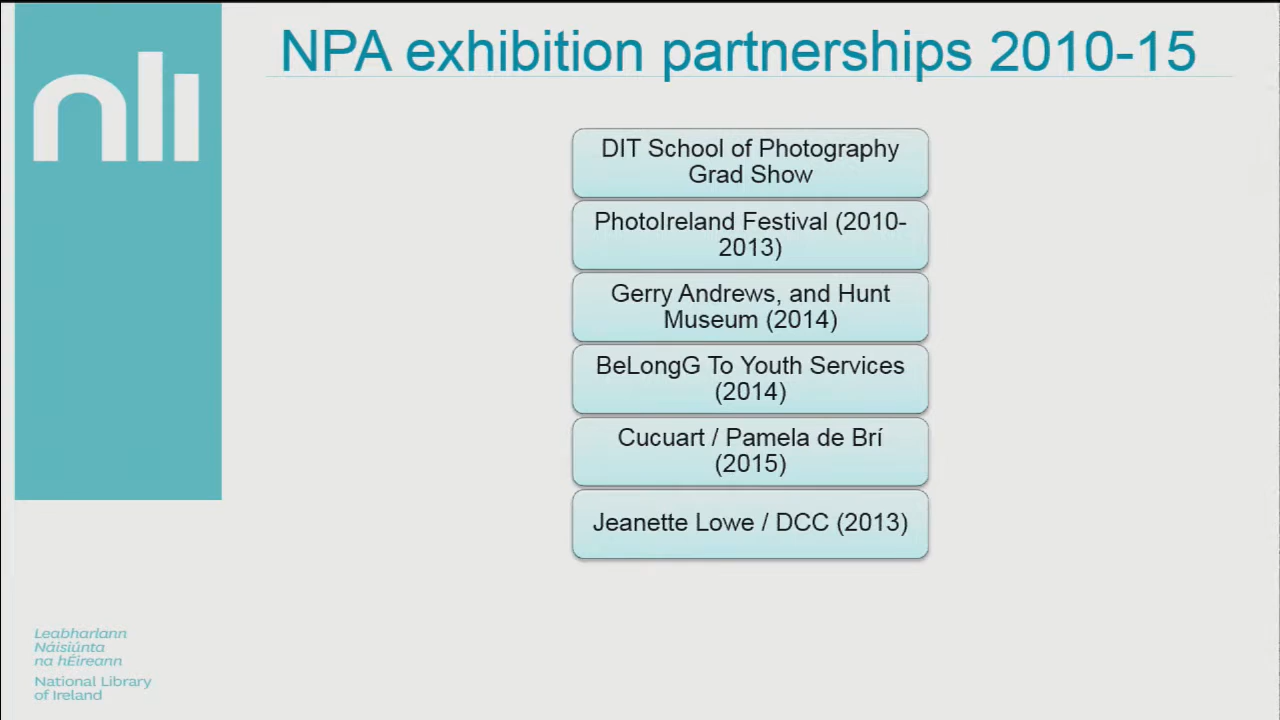 nli
NPA exhibition partnerships 2010-15
DIT School of Photography
Grad Show
PhotoIreland Festival (2010-
2013)
Gerry Andrews, and Hunt
Museum (2014)
BeLongG To Youth Services
(2014)
Cucuart / Pamela de Brí
(2015)
Jeanette Lowe / DCC (2013)
Leabharlann
Náisiúnta
na hÉireann
National Library
of Ireland